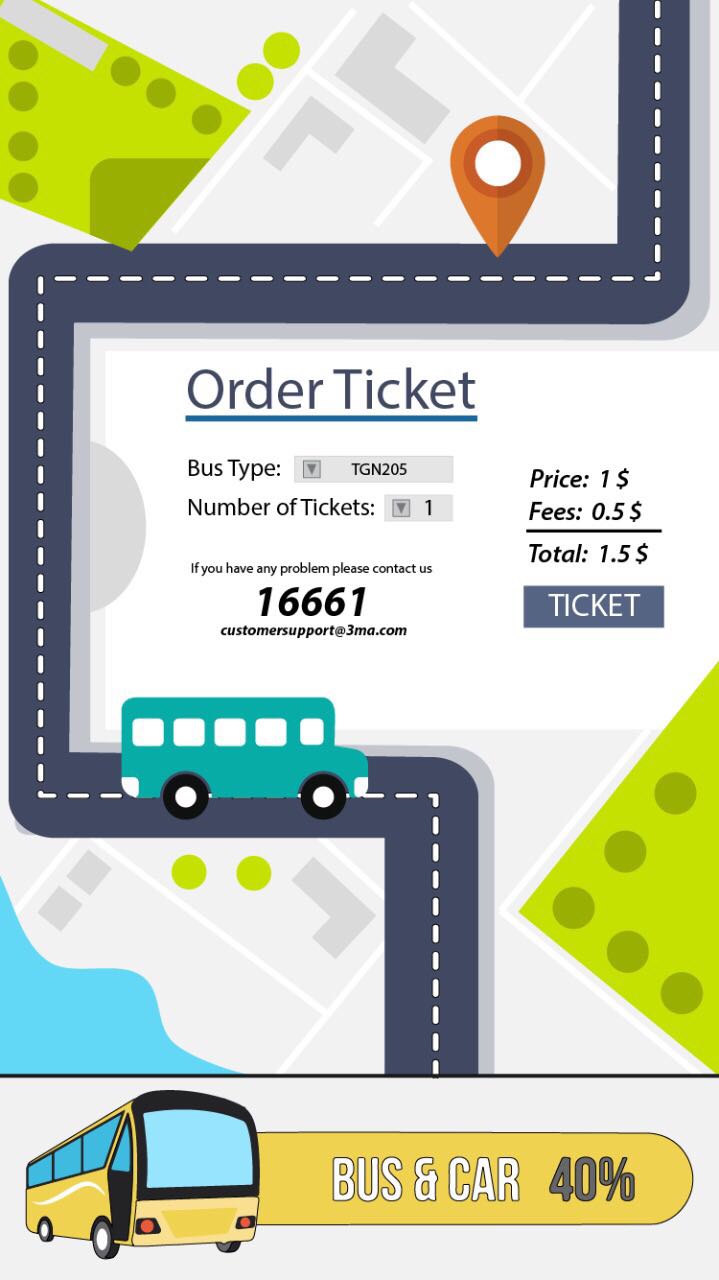 Order Ticket
Bus Type: TGN205
Number of Tickets: 1
Price: 1 $
Fees: 0.5 $
Total: 1.5 $
TICKET
If you have any problem please contact us
16661
customersupport@3ma.com
BUS & CAR 40%